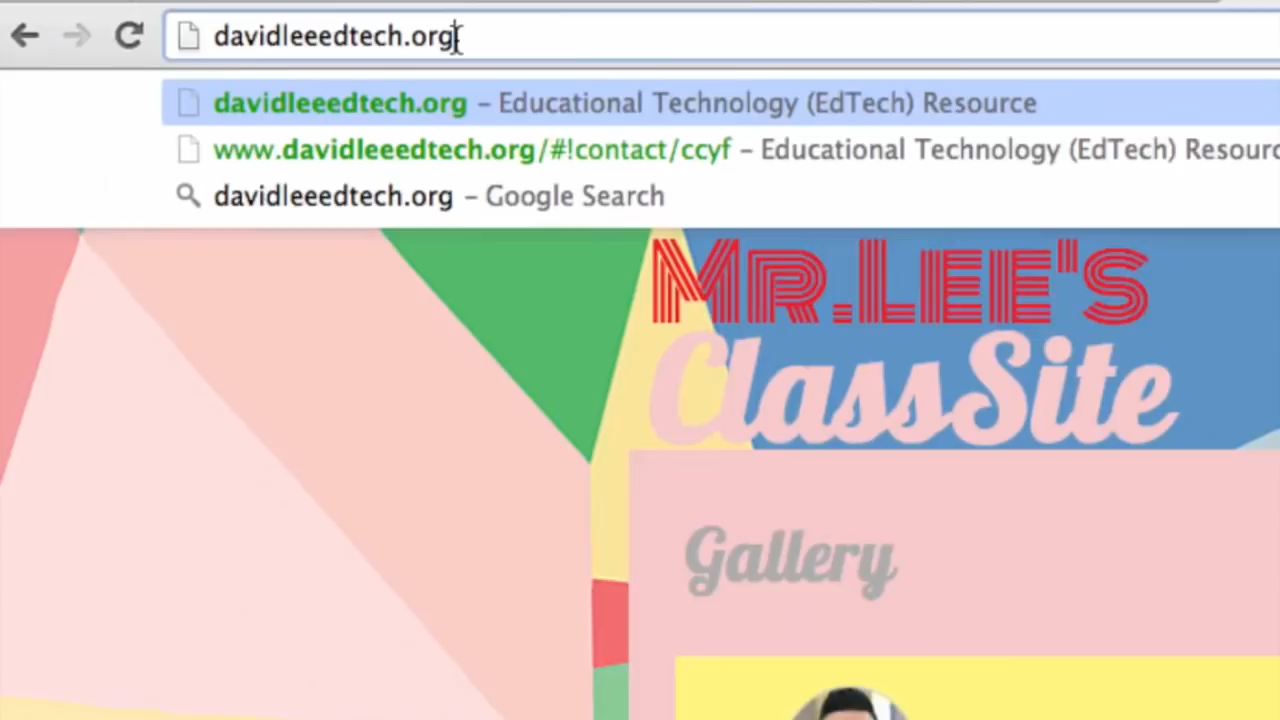 davidleeedtech.org
davidleeedtech.org – Educational Technology (EdTech) Resource
www.davidleeedtech.org/#!contact/ccyf – Educational Technology (EdTech) Resourc
davidleeedtech.org – Google Search
Mr.Lee's
ClassSite
Gallery